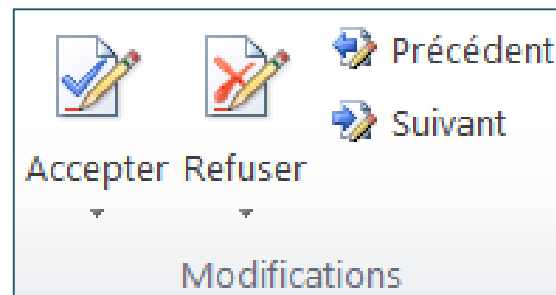 Précédent
Suivant
Accepter Refuser
Modifications